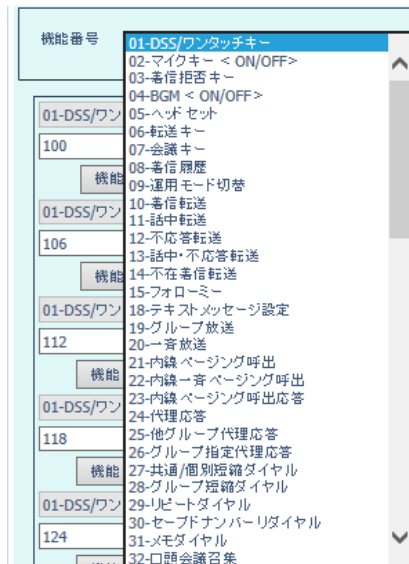 機能番号
01-DSS/ワンタッチキー
02-マイクキー < ON/OFF>
03-着信拒否キー
04-BGM < ON/OFF>
05-ヘッドセット
06-転送キー
07-会議キー
08-着信履歴
09-運用モード切替
10-着信転送
11-話中転送
12-不応答転送
13-話中・不応答転送
14-不在着信転送
15-フォローミー
18-テキストメッセージ設定
19-グループ放送
20-一斉放送
21-内線ページング呼出
22-内線一斉ページング呼出
23-内線ページング呼出応答
24-代理応答
25-他グループ代理応答
26-グループ指定代理応答
27-共通/個別短縮ダイヤル
28-グループ短縮ダイヤル
29-リピートダイヤル
30-セーブドナンバーリダイヤル
31-メモダイヤル
32-口頭会議召集
01-DSS/ワン
100
機能
01-DSS/ワン
106
機能
01-DSS/ワン
112
機能
01-DSS/ワン
118
機能
01-DSS/ワン
124